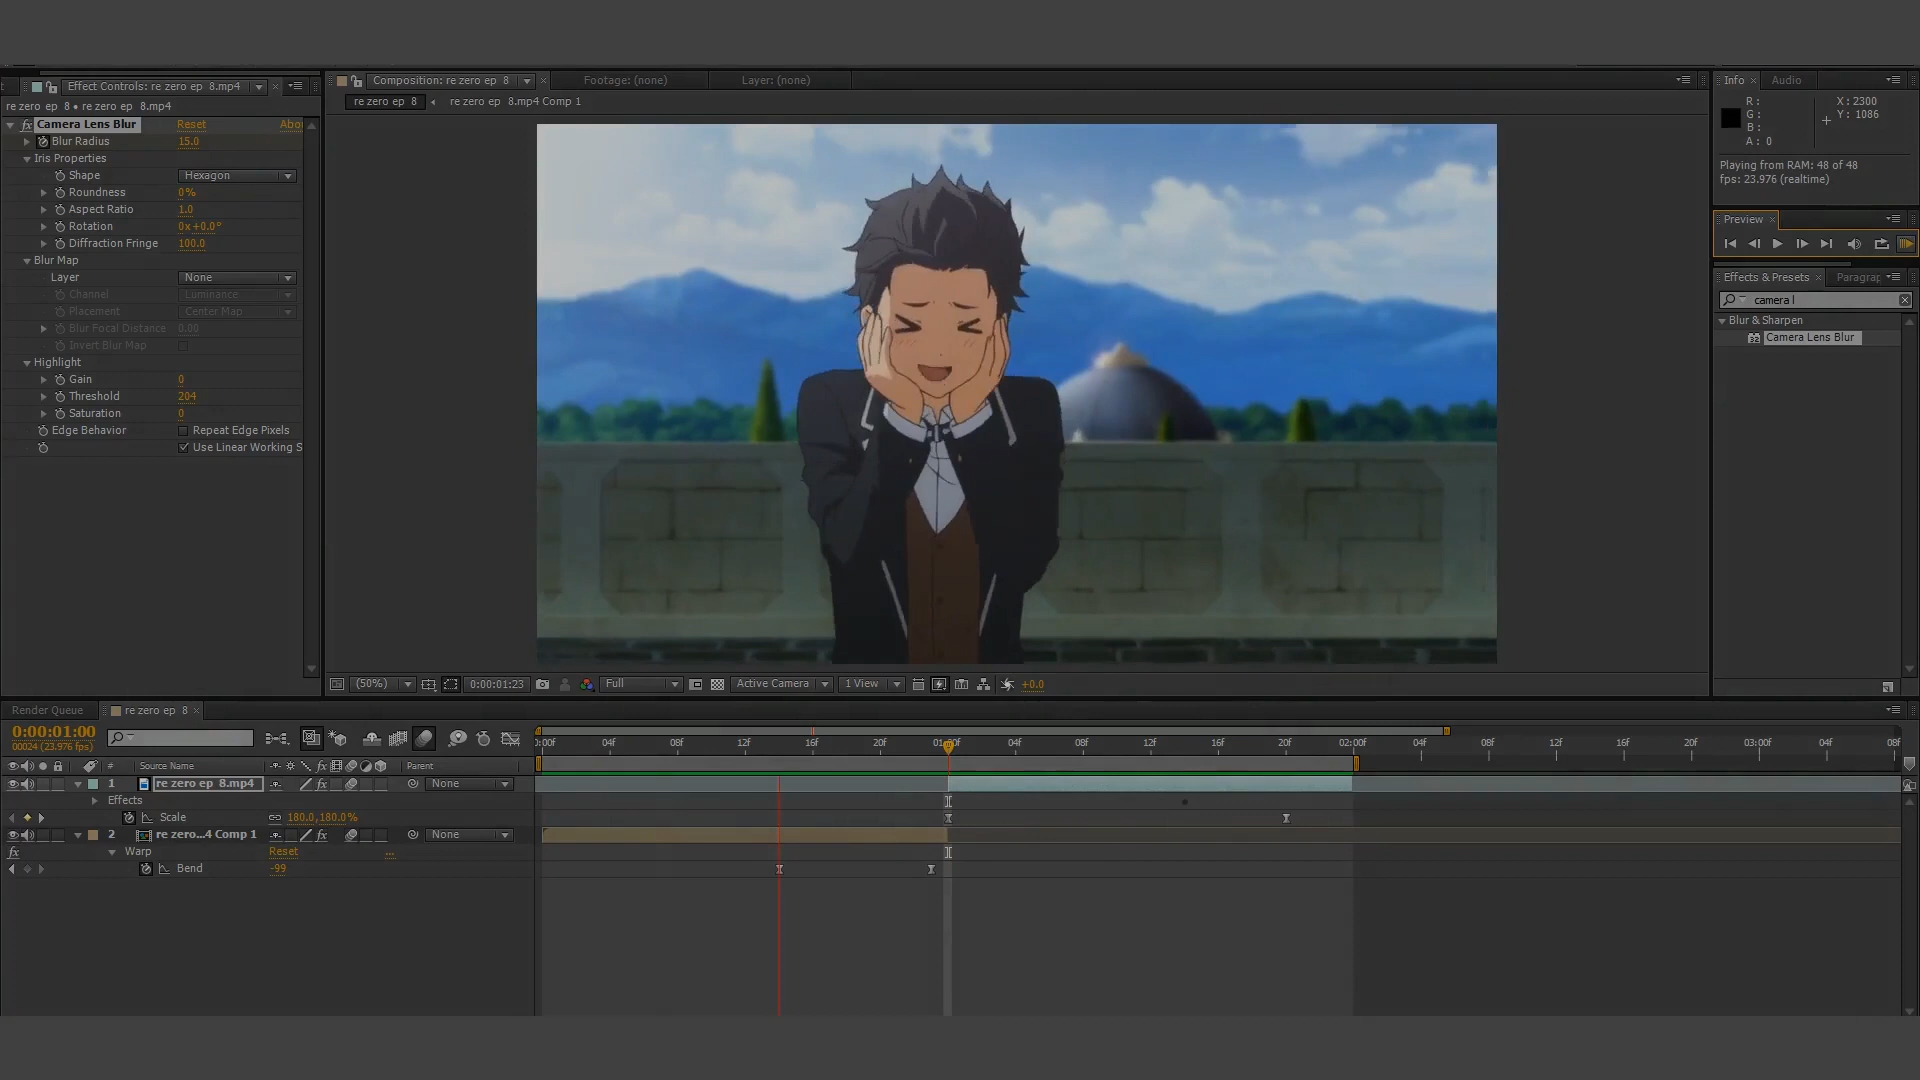 Effect Controls: re zero ep 8.mp4
re zero ep 8 • re zero ep 8.mp4
fx Camera Lens Blur Reset Abo
Blur Radius 15.0
Iris Properties
Shape Hexagon
Roundness 0%
Aspect Ratio 1.0
Rotation 0x+0.0°
Diffraction Fringe 100.0
Blur Map
Layer None
Channel Luminance
Placement Center Map
Blur Focal Distance 0.00
Invert Blur Map
Highlight
Gain 0
Threshold 204
Saturation 0
Edge Behavior Repeat Edge Pixels
Use Linear Working S
Composition: re zero ep 8 Footage: (none) Layer: (none)
re zero ep 8 re zero ep 8.mp4 Comp 1
(50%) 0:00:01:23 Full Active Camera 1 View +0.0
Info Audio
R: X: 2300
G: Y: 1086
B:
A: 0
Playing from RAM: 48 of 48
fps: 23.976 (realtime)
Preview
Effects & Presets Paragrap
camera l
Blur & Sharpen
32 Camera Lens Blur
Render Queue re zero ep 8
0:00:01:00
00024 (23.976 fps)
04f 08f 12f 16f 20f 04f 08f 12f 16f 20f 02:00f 04f 08f 12f 16f 20f 03:00f 04f 08f
# Source Name fx Parent
1 re zero ep 8.mp4 fx None
Effects
Scale 180.0,180.0%
2 re zero...4 Comp 1 fx None
fx Warp Reset ...
Bend -99